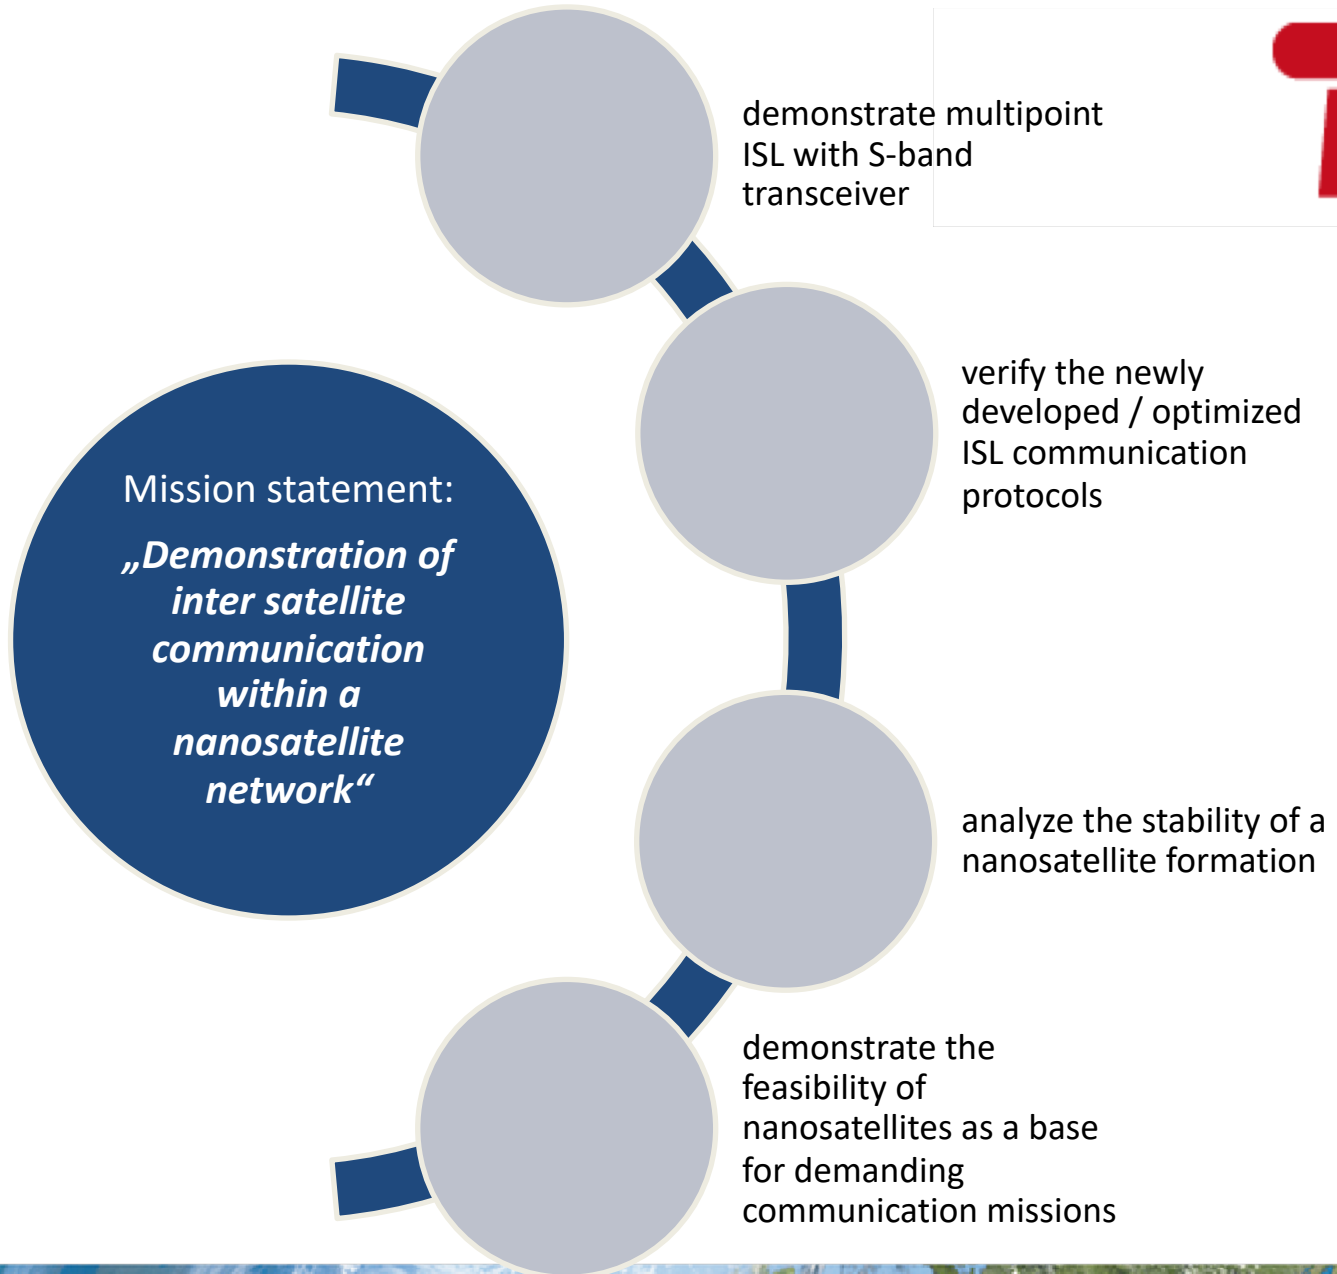 demonstrate multipoint
ISL with S-band
transceiver
verify the newly
developed / optimized
ISL communication
protocols
Mission statement:
„Demonstration of
inter satellite
communication
within a
nanosatellite
network“
analyze the stability of a
nanosatellite formation
demonstrate the
feasibility of
nanosatellites as a base
for demanding
communication missions